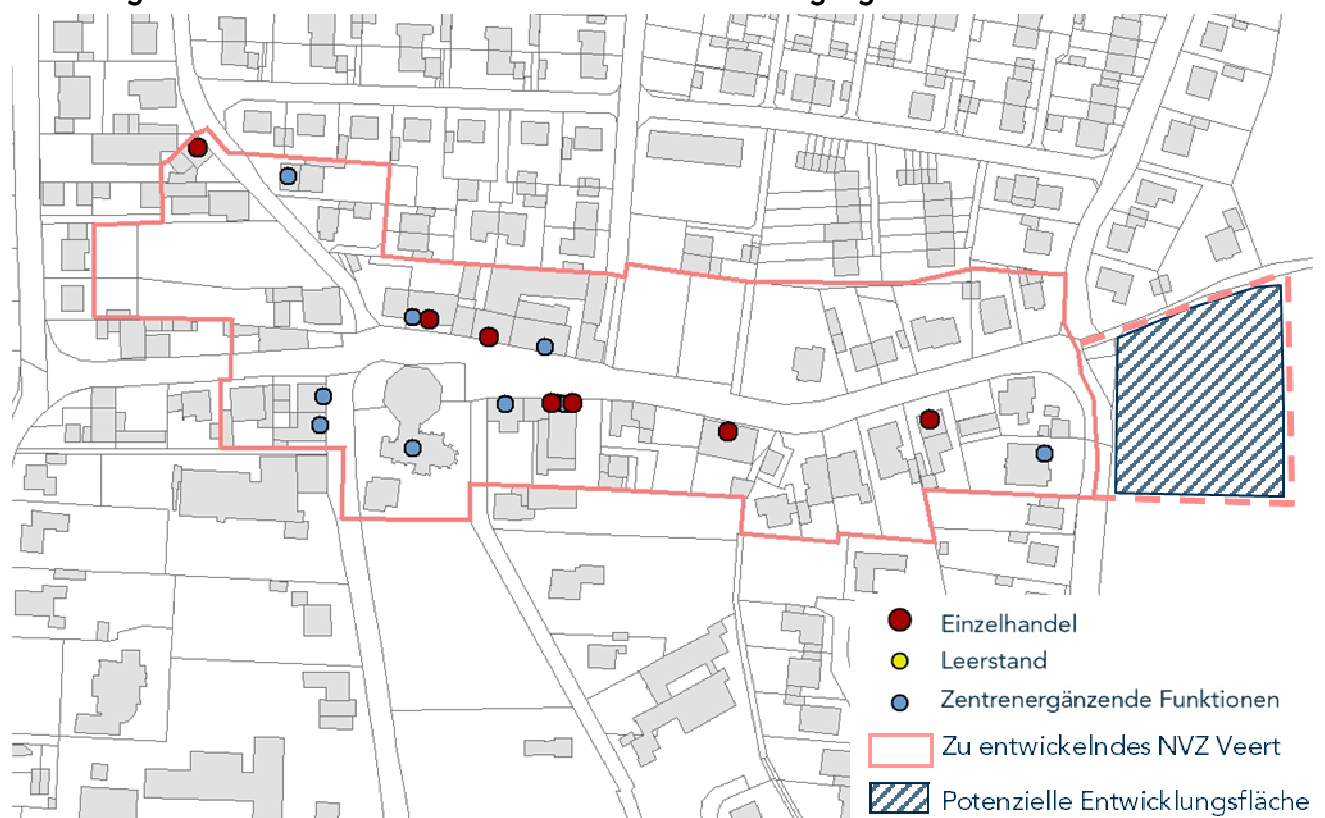 Einzelhandel
Leerstand
Zentrenergänzende Funktionen
Zu entwickelndes NVZ Veert
Potenzielle Entwicklungsfläche